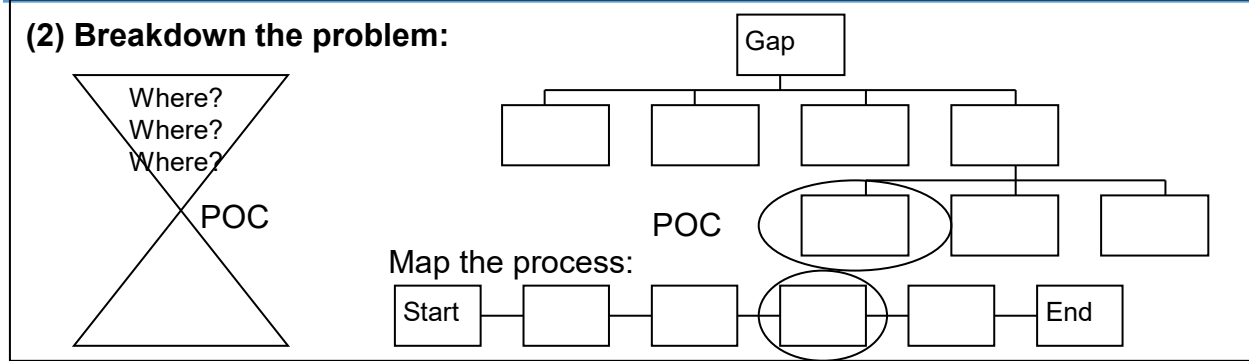 (2) Breakdown the problem:
Gap
Where?
Where?
Where?
POC
POC
Map the process:
Start
End